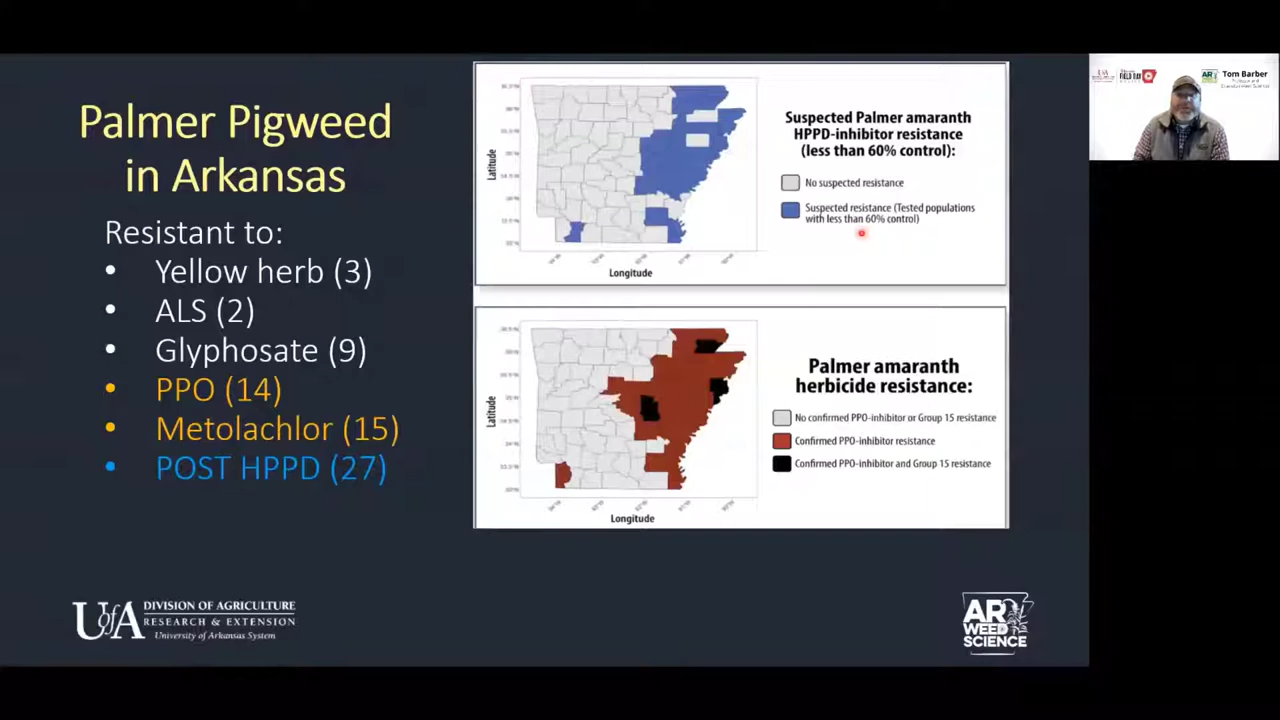 Palmer Pigweed
in Arkansas
Resistant to:
• Yellow herb (3)
• ALS (2)
• Glyphosate (9)
• PPO (14)
• Metolachlor (15)
• POST HPPD (27)
Latitude
Longitude
Suspected Palmer amaranth
HPPD-inhibitor resistance
(less than 60% control):
No suspected resistance
Suspected resistance (Tested populations
with less than 60% control)
Latitude
Longitude
Palmer amaranth
herbicide resistance:
No confirmed PPO-inhibitor or Group 15 resistance
Confirmed PPO-inhibitor resistance
Confirmed PPO-inhibitor and Group 15 resistance
UofA
DIVISION OF AGRICULTURE
RESEARCH & EXTENSION
University of Arkansas System
AR
WEED
SCIENCE
FIELD DAY
AR
Tom Barber